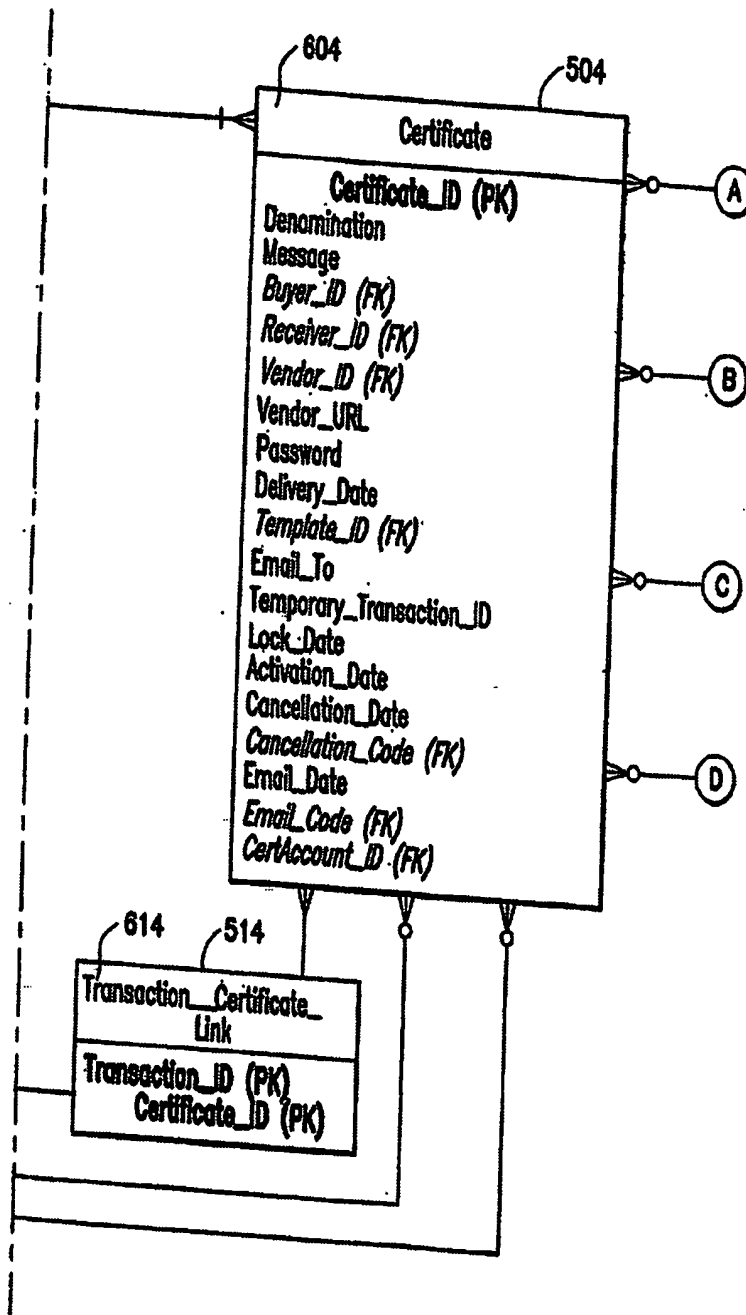 604
504
Certificate
Certificate_ID (PK)
A
Denomination
Message
Buyer_ID (FK)
Receiver_ID (FK)
Vendor_ID (FK)
B
Vendor_URL
Password
Delivery_Date
Template_ID (FK)
Email_To
C
Temporary_Transaction_ID
Lock_Date
Activation_Date
Cancellation_Date
Cancellation_Code (FK)
D
Email_Date
Email_Code (FK)
CertAccount_ID (FK)
614
514
Transaction_Certificate_
Link
Transaction_ID (PK)
Certificate_ID (PK)